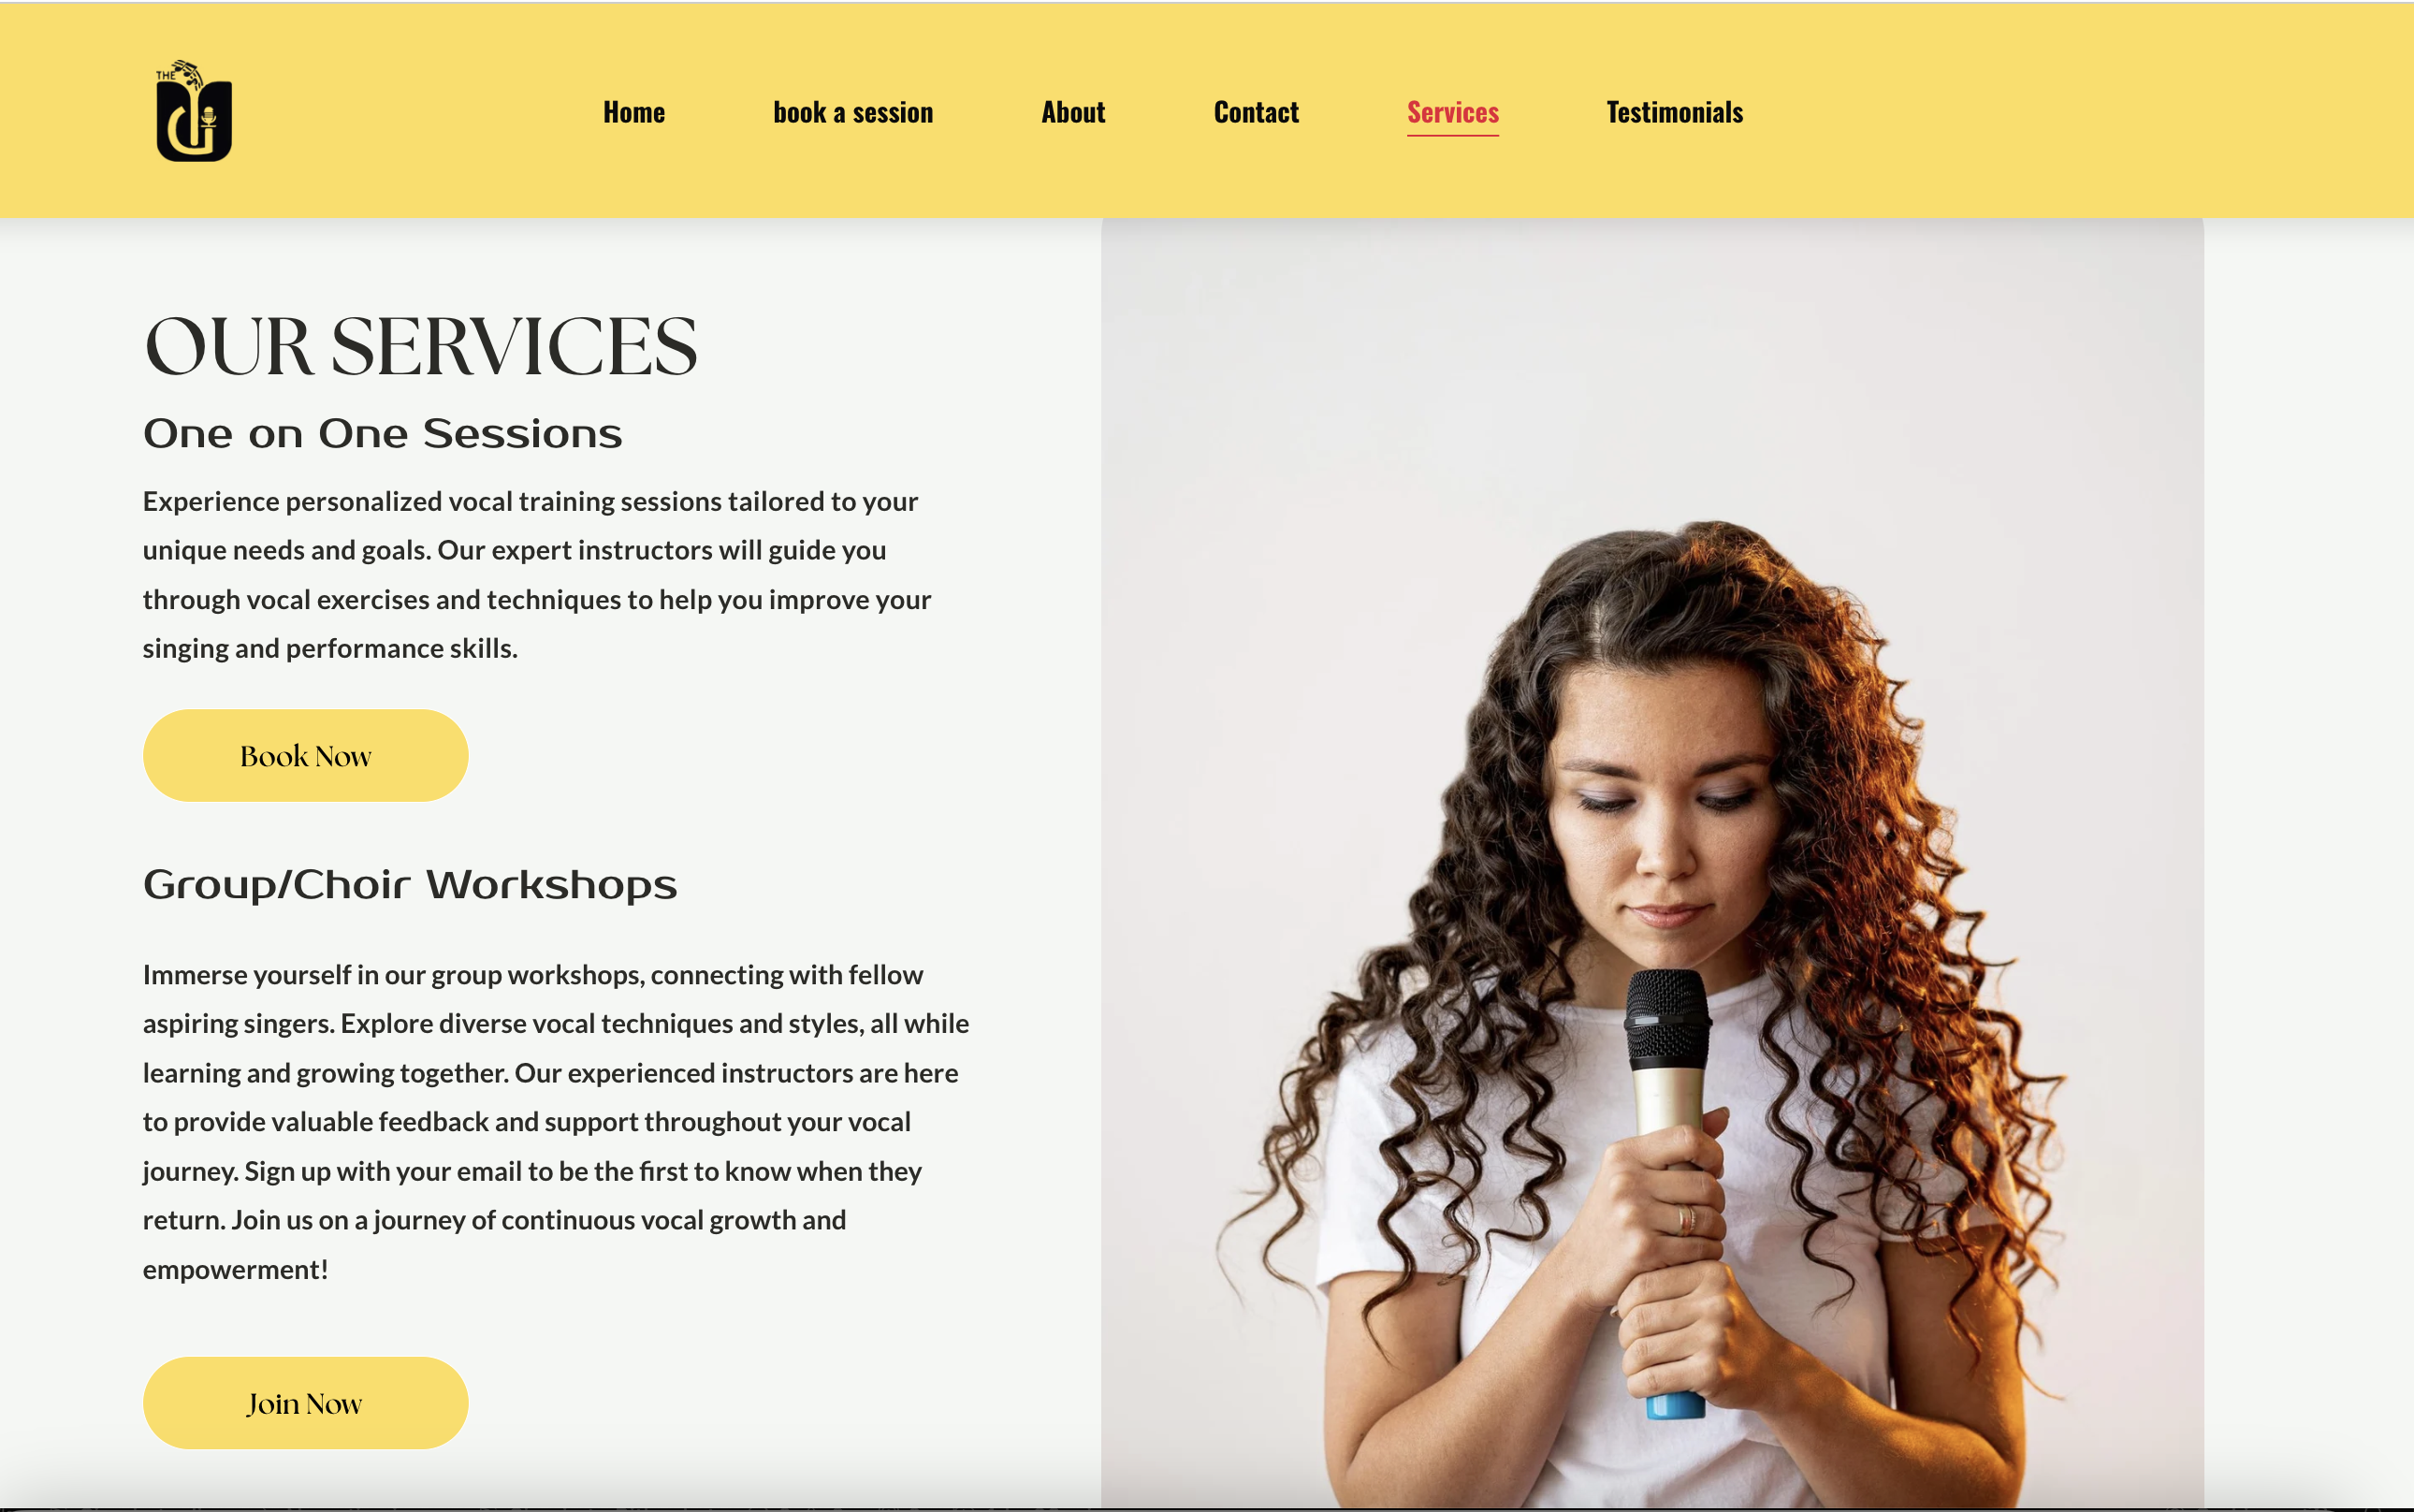 THE
Home
book a session
About
Contact
Services
Testimonials
OUR SERVICES
One on One Sessions
Experience personalized vocal training sessions tailored to your
unique needs and goals. Our expert instructors will guide you
through vocal exercises and techniques to help you improve your
singing and performance skills.
Book Now
Group/Choir Workshops
Immerse yourself in our group workshops, connecting with fellow
aspiring singers. Explore diverse vocal techniques and styles, all while
learning and growing together. Our experienced instructors are here
to provide valuable feedback and support throughout your vocal
journey. Sign up with your email to be the first to know when they
return. Join us on a journey of continuous vocal growth and
empowerment!
Join Now